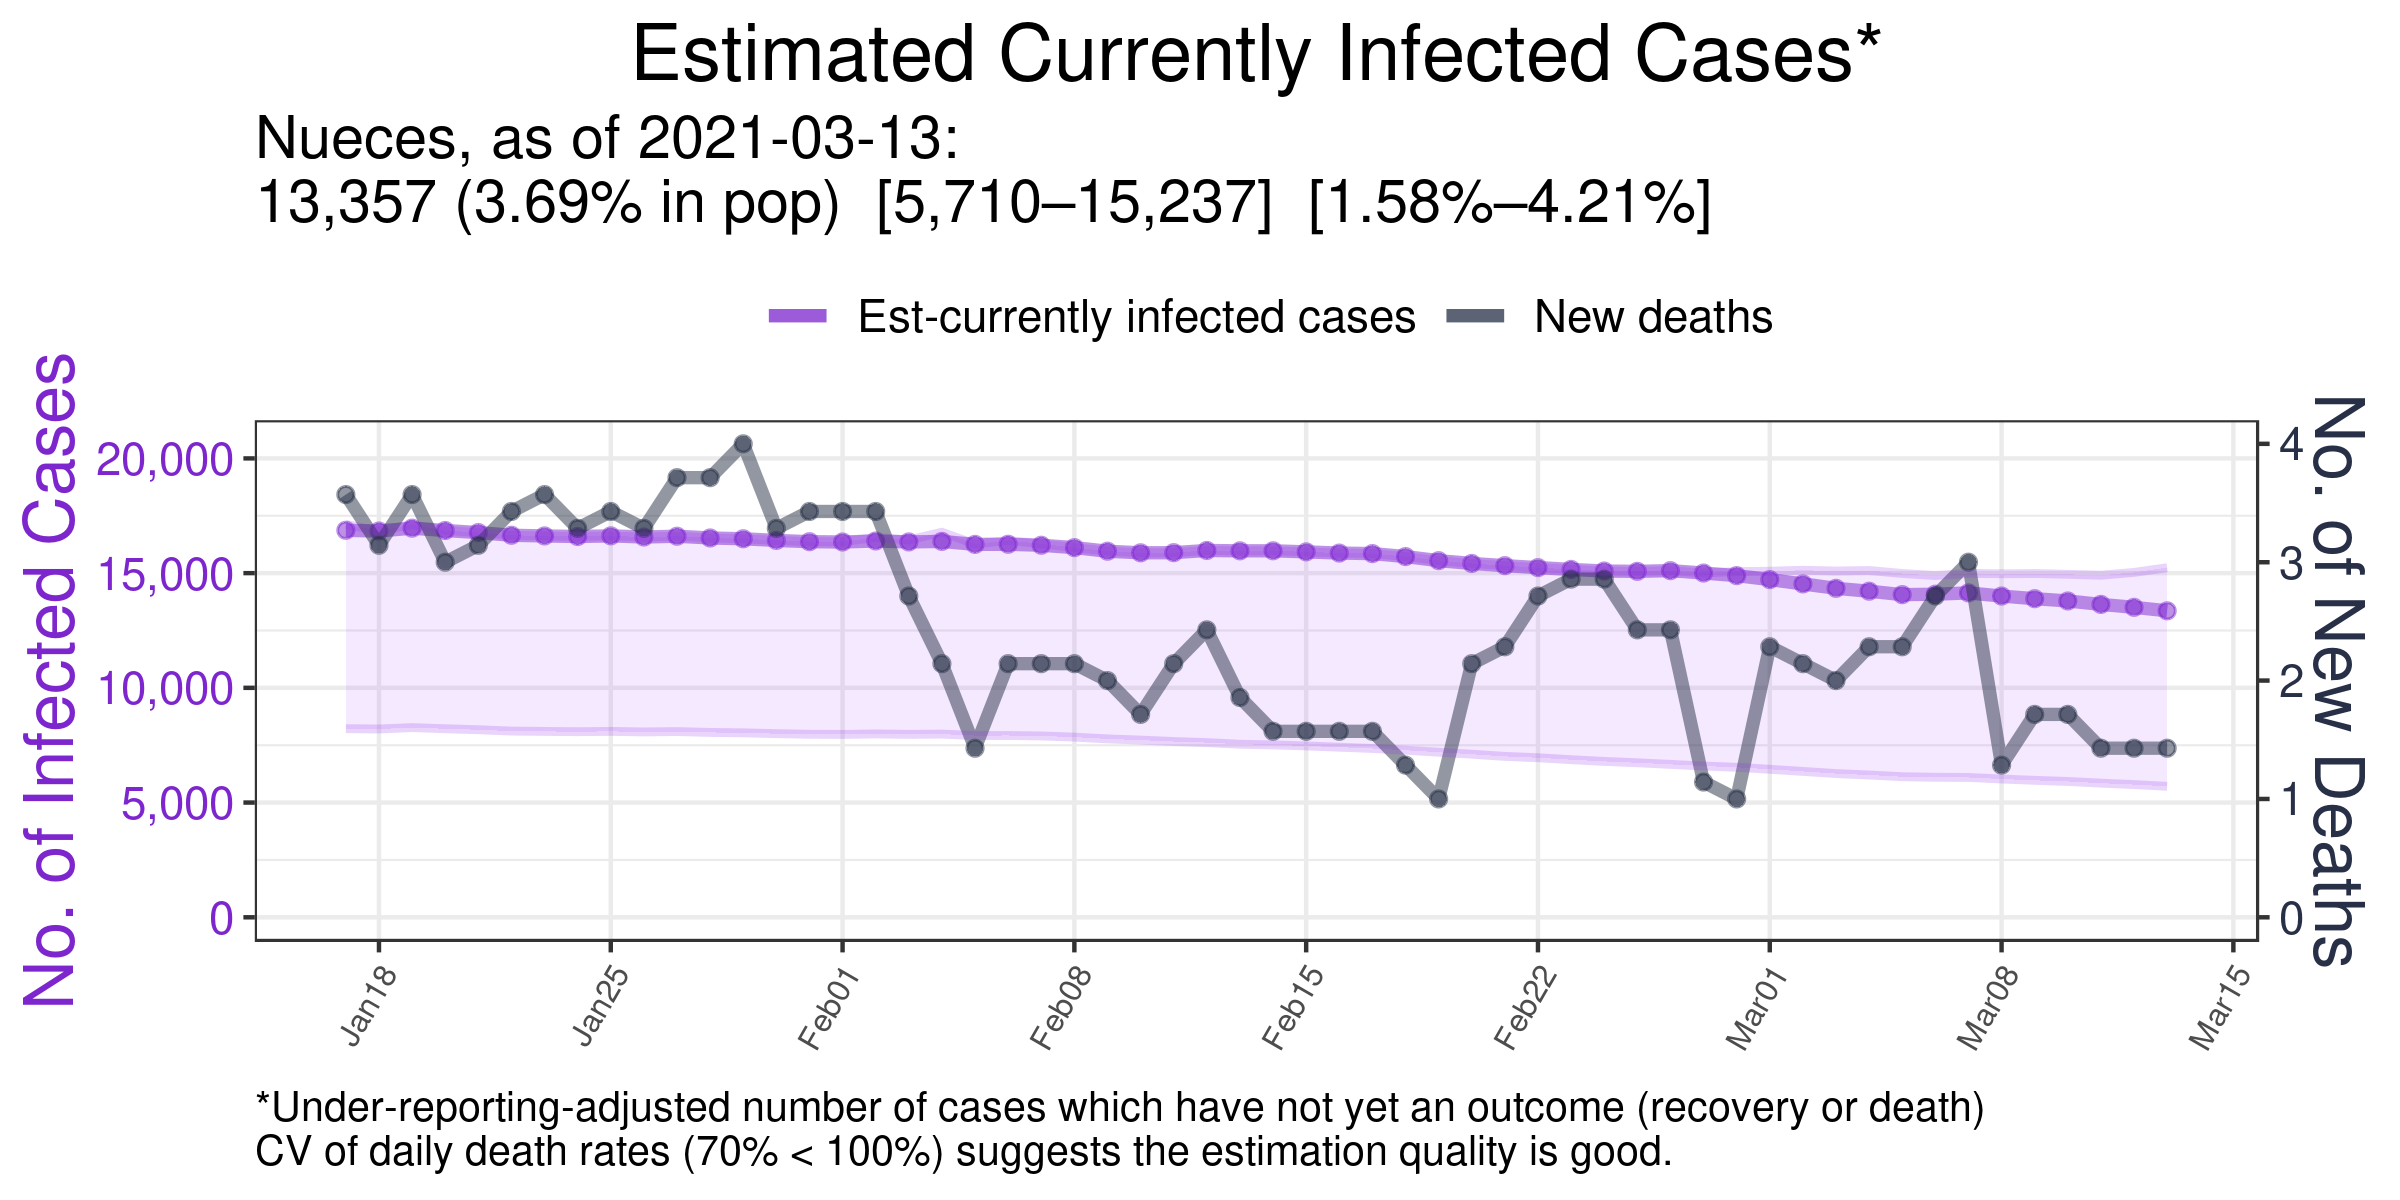 Estimated Currently Infected Cases*
Nueces, as of 2021-03-13:
13,357 (3.69% in pop)  [5,710–15,237]  [1.58%–4.21%]
Est-currently infected cases
New deaths
No. of Infected Cases
20,000
15,000
10,000
5,000
0
4
3
2
1
0
No. of New Deaths
Jan18
Jan25
Feb01
Feb08
Feb15
Feb22
Mar01
Mar08
Mar15
*Under-reporting-adjusted number of cases which have not yet an outcome (recovery or death)
CV of daily death rates (70% < 100%) suggests the estimation quality is good.